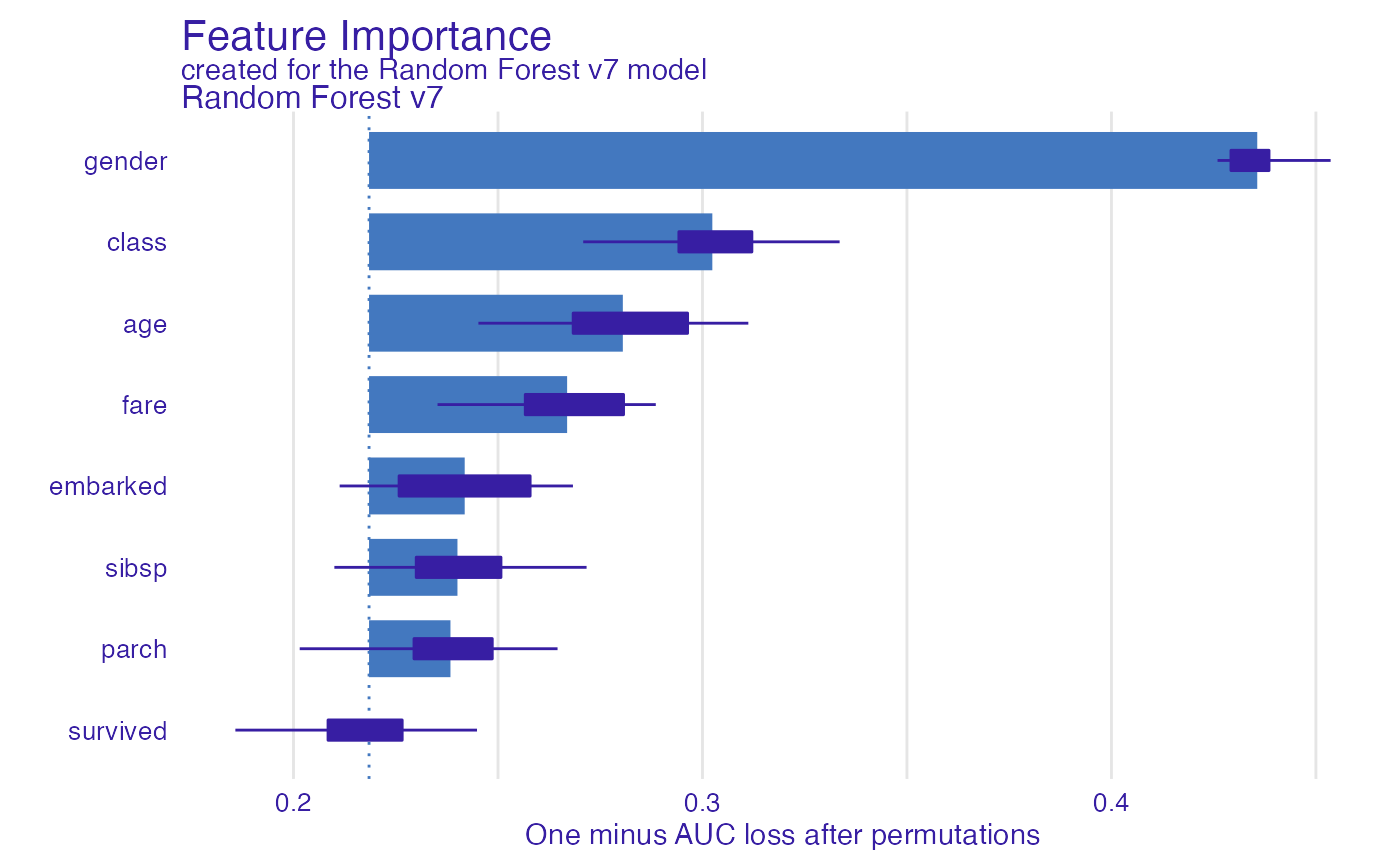 Feature Importance
created for the Random Forest v7 model
Random Forest v7
gender
class
age
fare
embarked
sibsp
parch
survived
0.2 0.3 0.4
One minus AUC loss after permutations